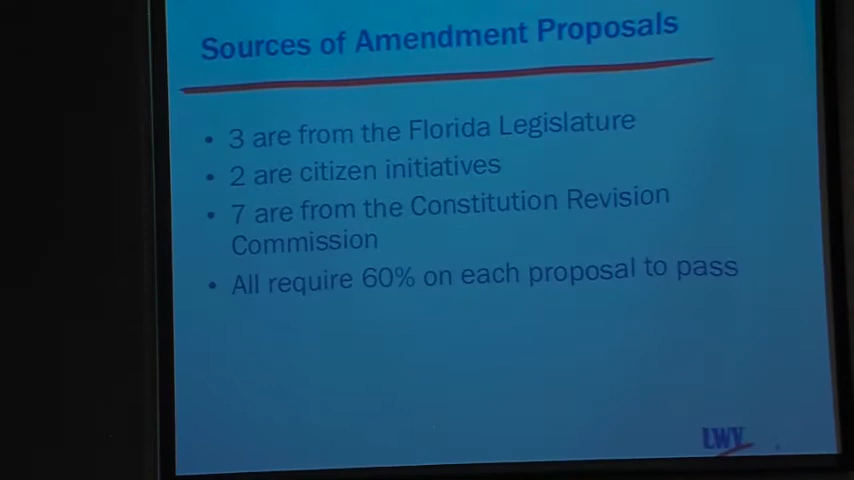 Sources of Amendment Proposals
• 3 are from the Florida Legislature
• 2 are citizen initiatives
• 7 are from the Constitution Revision
Commission
• All require 60% on each proposal to pass
LWV